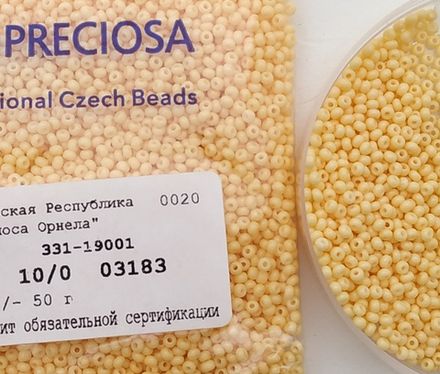 PRECIOSA
ional Czech Beads
ская Республика 0020
юса Орнела"
331-19001
10/0 03183
/- 50 г
ит обязательной сертификации